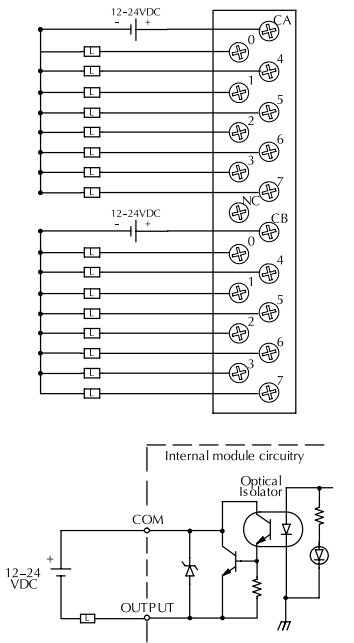 12–24VDC
- +
CA
L 0
L 4
L 1
L 5
L 2
L 6
L 3
L 7
NC
12–24VDC
- +
CB
L 0
L 4
L 1
L 5
L 2
L 6
L 3
L 7
Internal module circuitry
Optical
Isolator
COM
+
12–24
VDC
OUTPUT
L